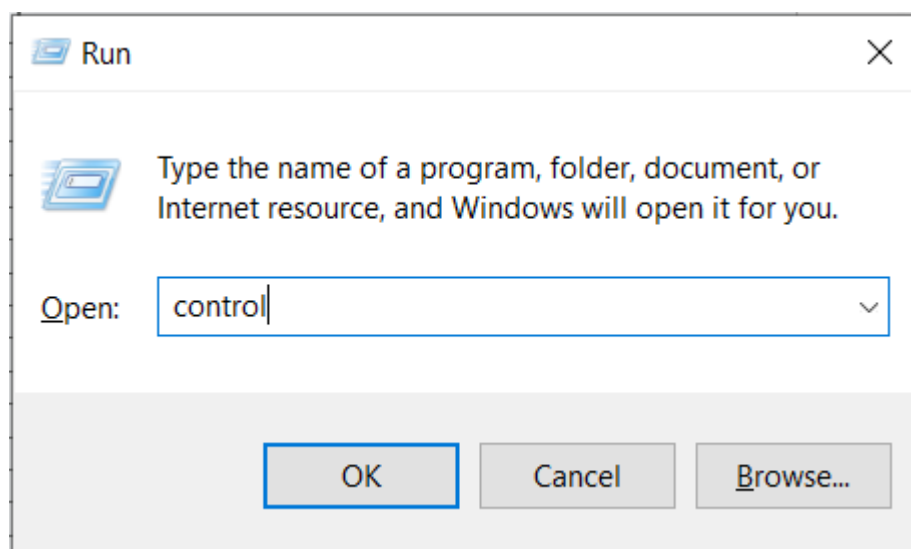 Run
Type the name of a program, folder, document, or
Internet resource, and Windows will open it for you.
Open: control
OK Cancel Browse...